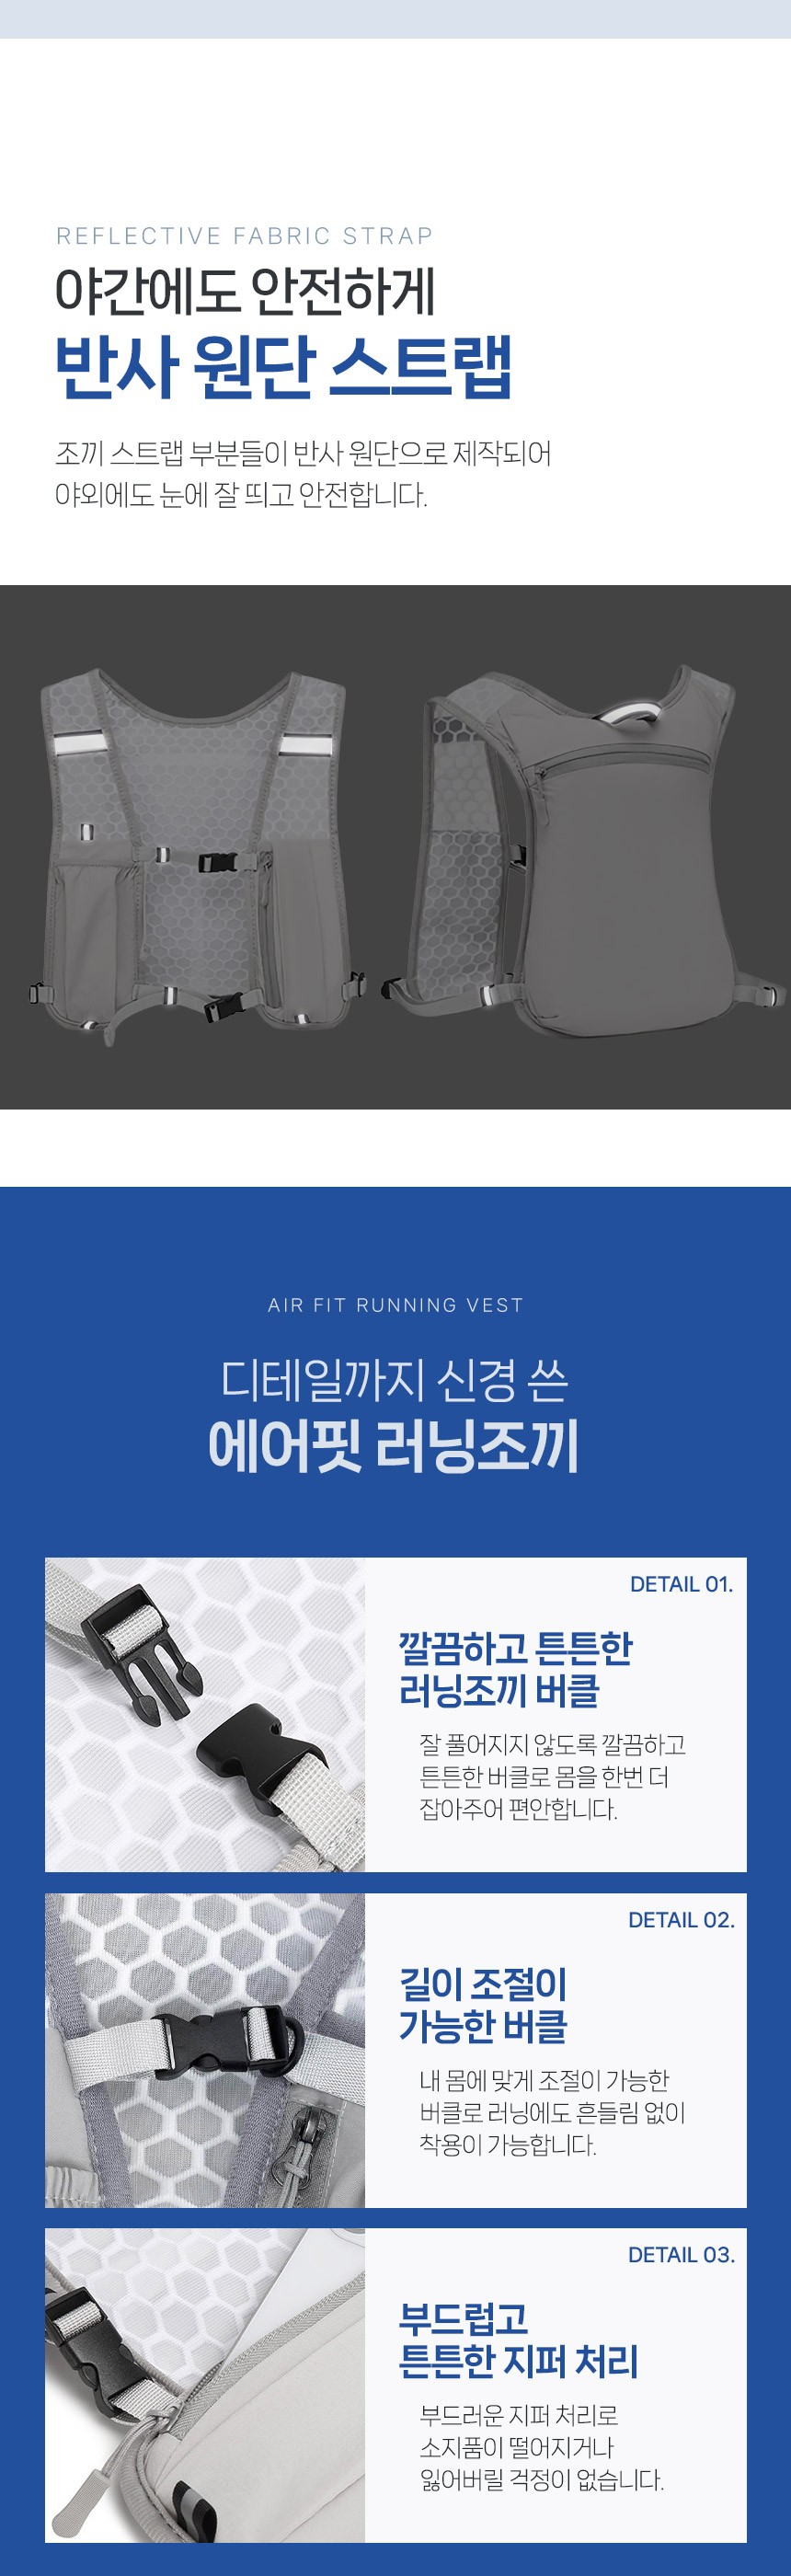 REFLECTIVE FABRIC STRAP
야간에도 안전하게
반사 원단 스트랩
조끼 스트랩 부분들이 반사 원단으로 제작되어
야외에도 눈에 잘 띄고 안전합니다.
AIR FIT RUNNING VEST
디테일까지 신경 쓴
에어핏 러닝조끼
DETAIL 01.
깔끔하고 튼튼한
러닝조끼 버클
잘 풀어지지 않도록 깔끔하고
튼튼한 버클로 몸을 한번 더
잡아주어 편안합니다.
DETAIL 02.
길이 조절이
가능한 버클
내 몸에 맞게 조절이 가능한
버클로 러닝에도 흔들림 없이
착용이 가능합니다.
DETAIL 03.
부드럽고
튼튼한 지퍼 처리
부드러운 지퍼 처리로
소지품이 떨어지거나
잃어버릴 걱정이 없습니다.